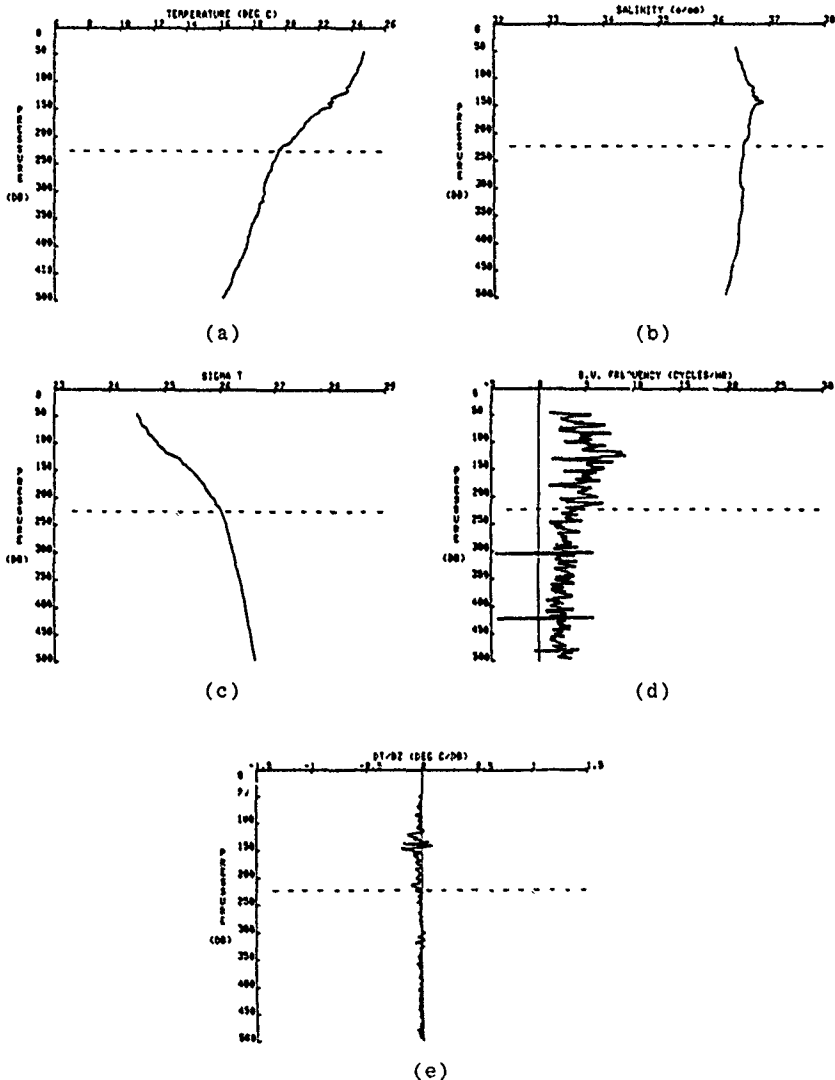 TEMPERATURE (DEG C)
6 8 10 12 14 16 18 20 22 24 26
0
50
100
150
200
250
300
350
400
450
500
PRESSURE
(DB)
(a)
SALINITY (o/oo)
32 33 34 35 36 37 38
0
50
100
150
200
250
300
350
400
450
500
PRESSURE
(DB)
(b)
SIGMA T
23 25 26 27 28 29
0
50
100
150
200
250
300
350
400
450
500
PRESSURE
(DB)
(c)
B.V. FREQUENCY (CYCLES/HR)
0 5 10 15 20 25 30
0
50
100
150
200
250
300
350
400
450
500
PRESSURE
(DB)
(d)
DT/DZ (DEG C/DB)
-1 -0.5 0 0.5 1 1.5
0
100
150
200
250
300
350
400
450
500
PRESSURE
(DB)
(e)